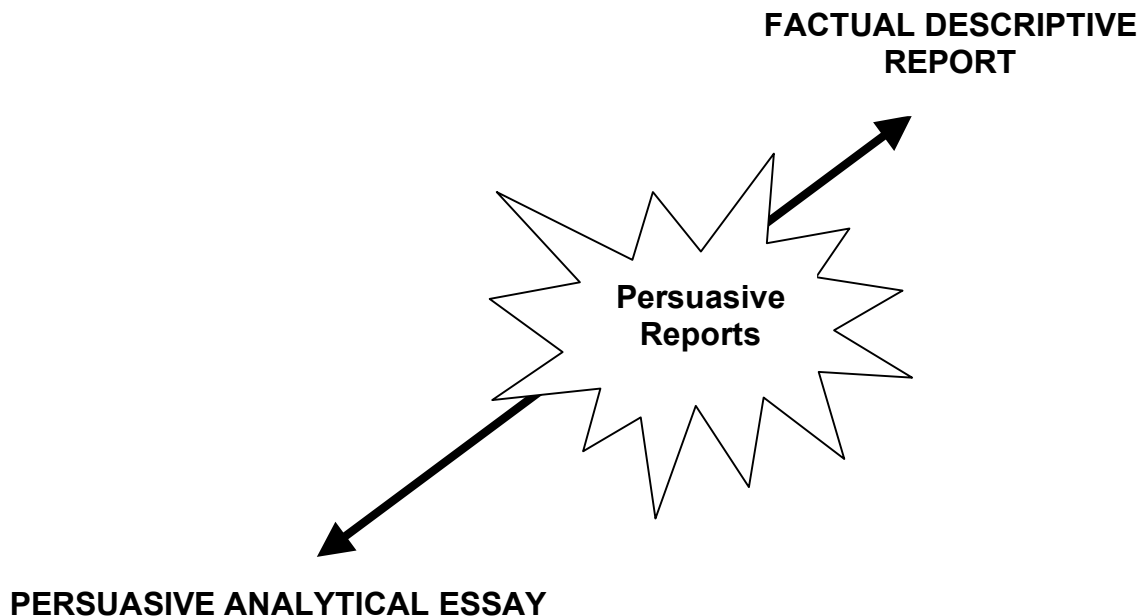 FACTUAL DESCRIPTIVE
REPORT
Persuasive
Reports
PERSUASIVE ANALYTICAL ESSAY